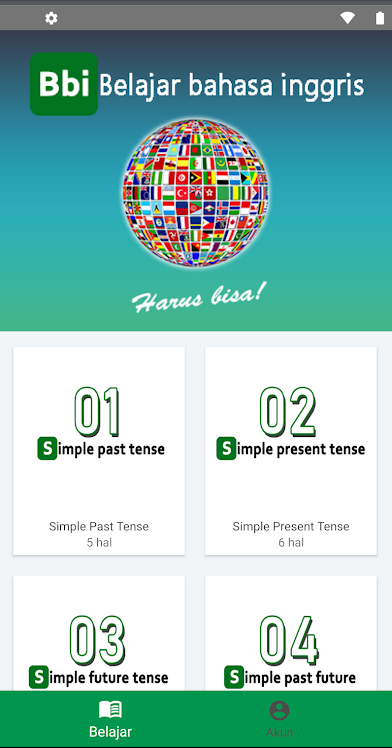 Bbi Belajar bahasa inggris
Harus bisa!
01
Simple past tense
Simple Past Tense
5 hal
02
Simple present tense
Simple Present Tense
6 hal
03
Simple future tense
04
Simple past future
Belajar
Akun